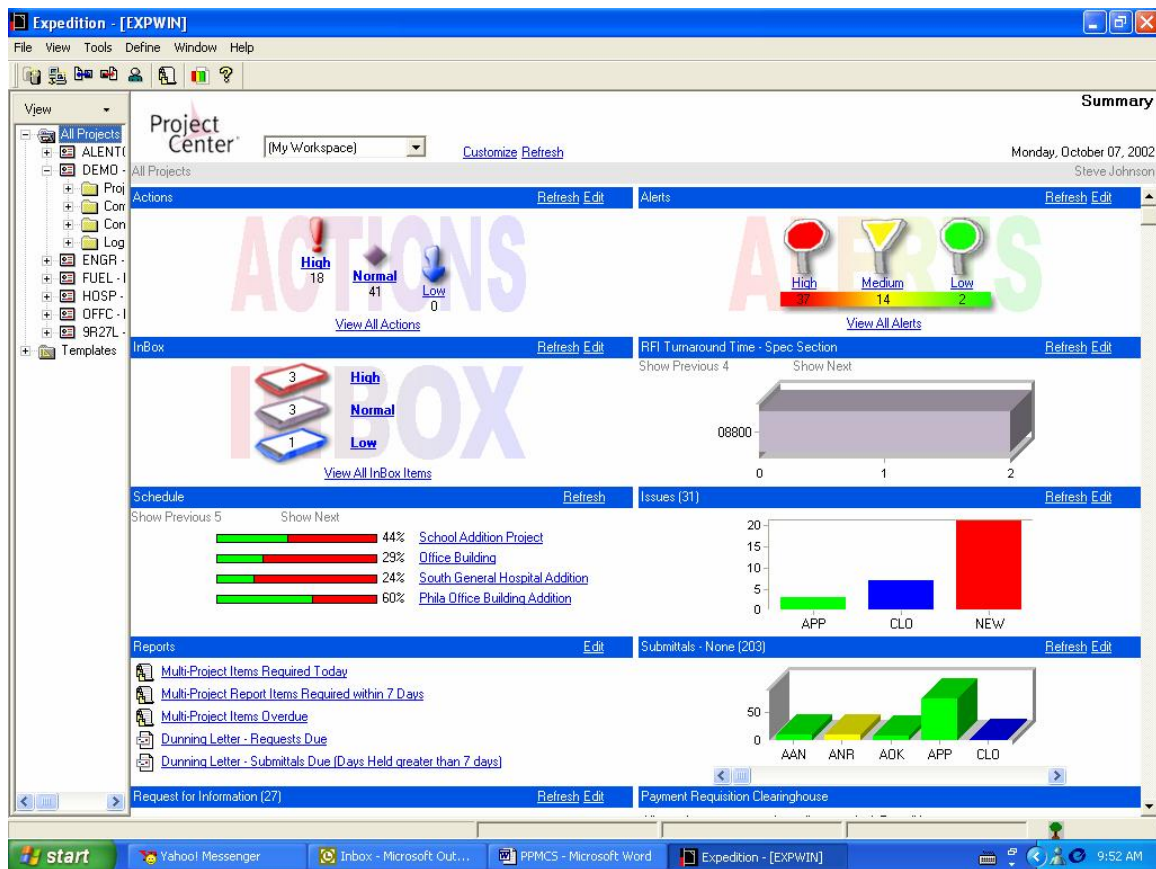 Expedition - [EXPWIN]
File View Tools Define Window Help
View
All Projects
ALENT(
DEMO -
Proj
Con
Log
ENGR -
FUEL - I
HOSP -
OFFC - I
9R27L -
Templates
Summary
Project Center
(My Workspace)
Customize Refresh
Monday, October 07, 2002
All Projects
Steve Johnson
Actions Refresh Edit
ACTIONS
High
18
Normal
41
Low
0
View All Actions
Alerts Refresh Edit
ALERTS
High Medium Low
37 14 2
View All Alerts
InBox Refresh Edit
INBOX
3 High
3 Normal
1 Low
View All InBox Items
RFI Turnaround Time - Spec Section Refresh Edit
Show Previous 4 Show Next
08800
0 1 2
Schedule Refresh
Show Previous 5 Show Next
44% School Addition Project
29% Office Building
24% South General Hospital Addition
60% Phila Office Building Addition
Issues (31) Refresh Edit
20
15
10
5
0
APP CLO NEW
Reports Edit
Multi-Project Items Required Today
Multi-Project Report Items Required within 7 Days
Multi-Project Items Overdue
Dunning Letter - Requests Due
Dunning Letter - Submittals Due (Days Held greater than 7 days)
Submittals - None (203) Refresh Edit
50
0
AAN ANR AOK APP CLO
Request for Information (27) Refresh Edit
Payment Requisition Clearinghouse
start
Yahoo! Messenger
Inbox - Microsoft Out...
PPMCS - Microsoft Word
Expedition - [EXPWIN]
9:52 AM